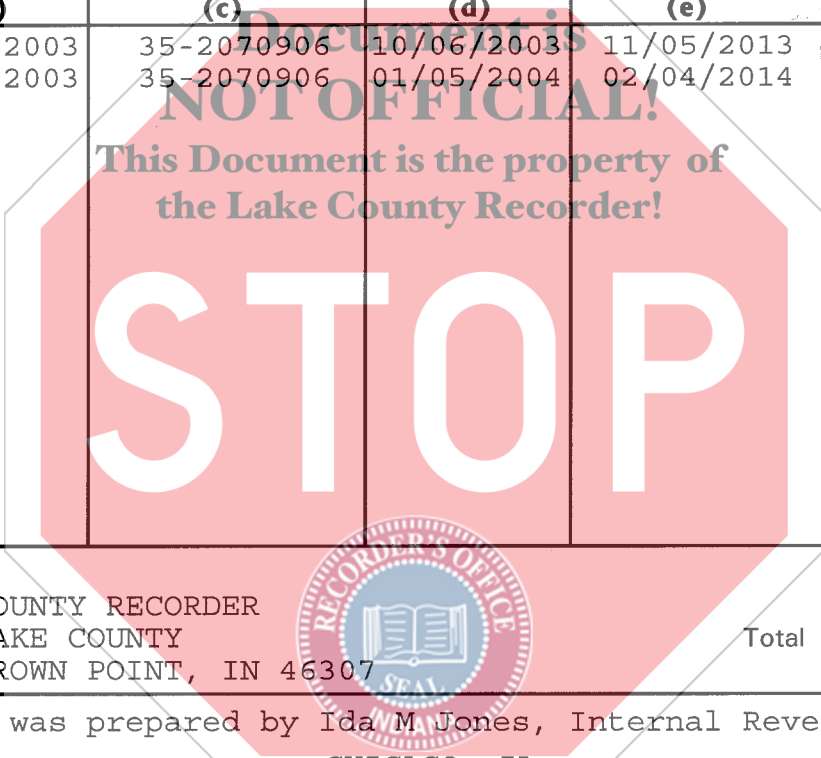 (c) (d) (e)
Document is
2003 35-2070906 10/06/2003 11/05/2013
2003 35-2070906 01/05/2004 02/04/2014
NOT OFFICIAL!
This Document is the property of
the Lake County Recorder!
STOP
RECORDER'S OFFICE
OUNTY RECORDER
AKE COUNTY
Total
ROWN POINT, IN 46307
SEAL
INDIANA
was prepared by Ida M Jones, Internal Reve